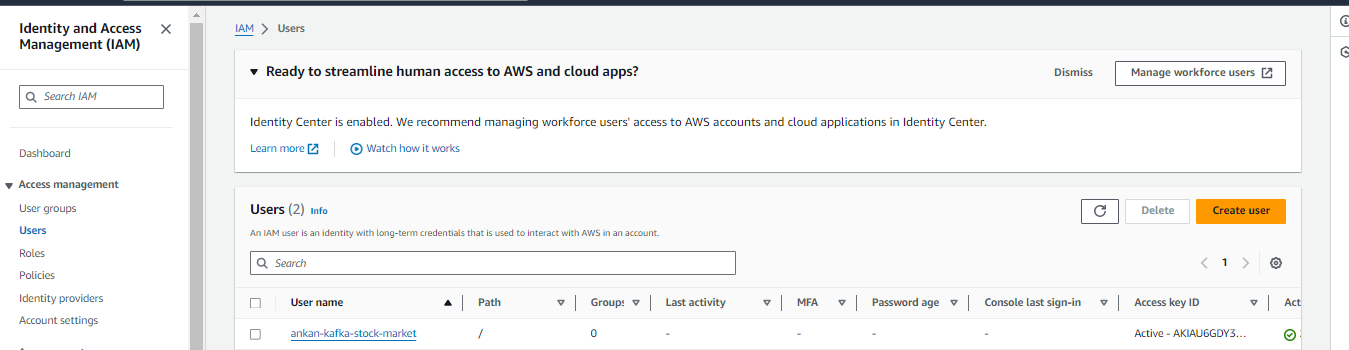 Identity and Access
Management (IAM)
Search IAM
Dashboard
Access management
User groups
Users
Roles
Policies
Identity providers
Account settings
IAM > Users
Ready to streamline human access to AWS and cloud apps?
Dismiss
Manage workforce users
Identity Center is enabled. We recommend managing workforce users' access to AWS accounts and cloud applications in Identity Center.
Learn more
Watch how it works
Users (2) Info
Delete
Create user
An IAM user is an identity with long-term credentials that is used to interact with AWS in an account.
Search
1
User name Path Groups Last activity MFA Password age Console last sign-in Access key ID Act
ankan-kafka-stock-market / 0 - - - - Active - AKIAU6GDY3...